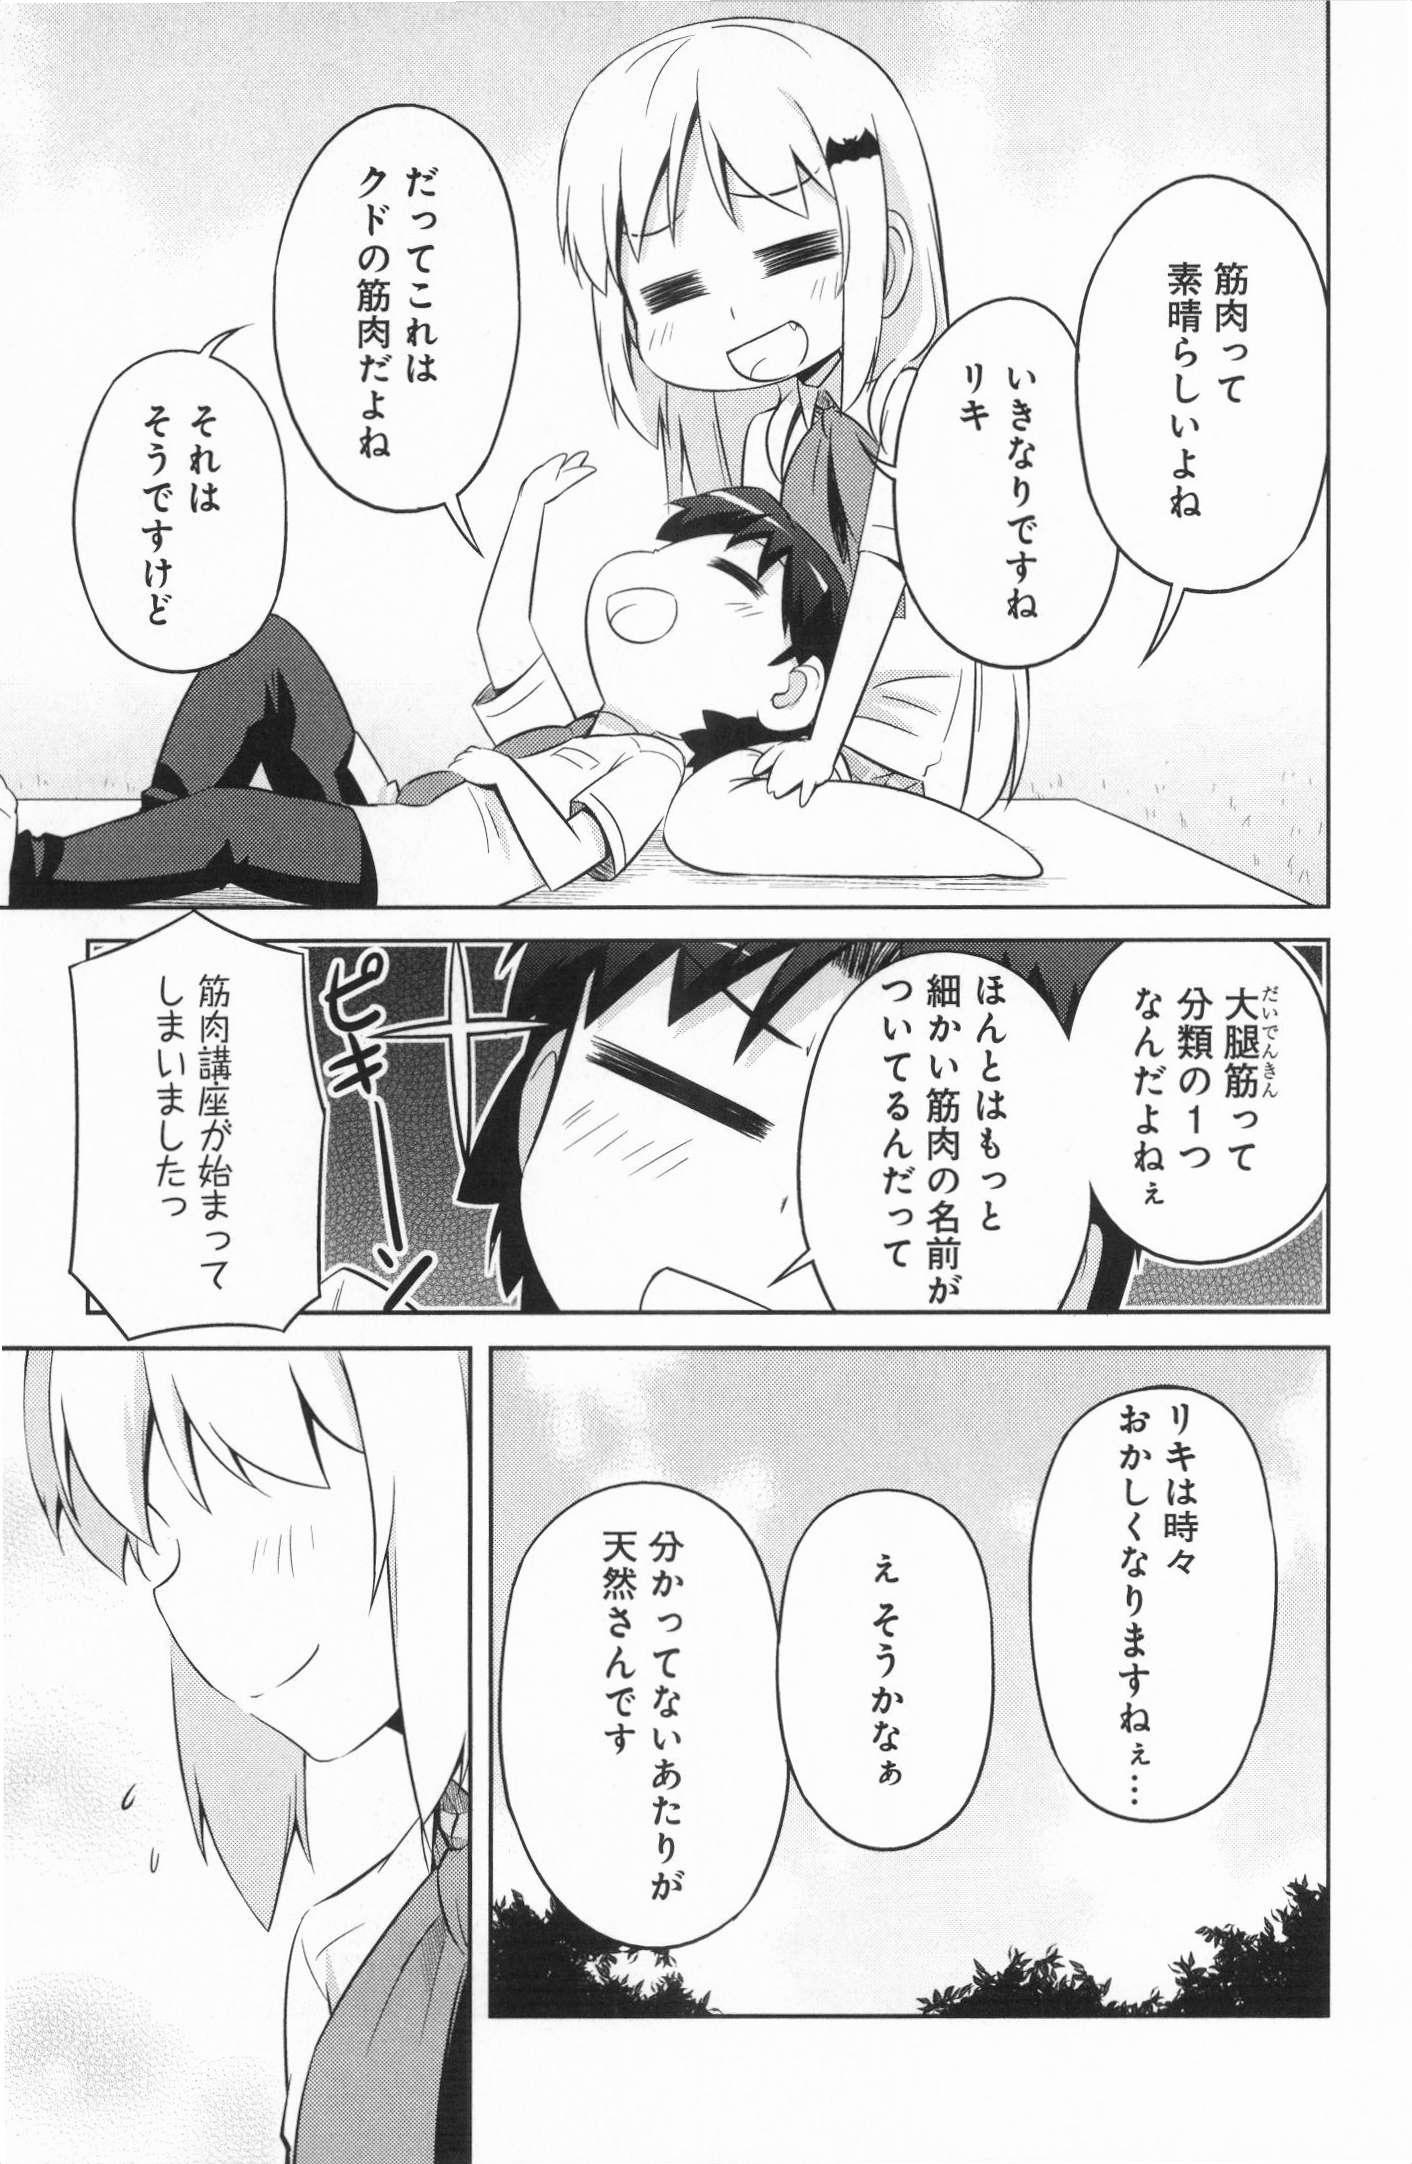 筋肉って
素晴らしいよね
いきなりですね
リキ
だってこれは
クドの筋肉だよね
それは
そうですけど
大腿筋って
だいでんきん
分類の1つ
なんだよねぇ
ほんとはもっと
細かい筋肉の名前が
ついてるんだって
ピキーン
筋肉講座が始まって
しまいましたっ
リキは時々
おかしくなりますねぇ…
え そうかなぁ
分かってないあたりが
天然さんです